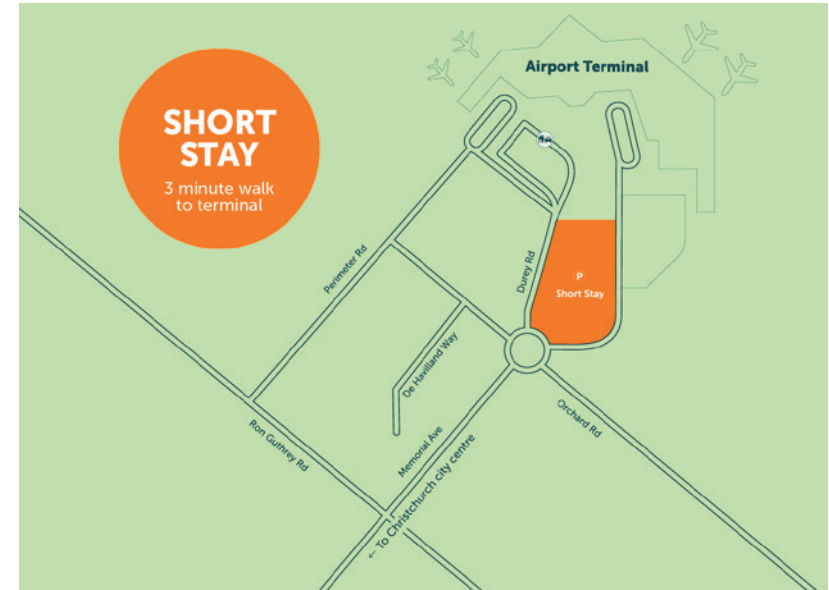 Airport Terminal
SHORT
STAY
3 minute walk
to terminal
Perimeter Rd
Durey Rd
P
Short Stay
De Havilland Way
Orchard Rd
Ron Guthrey Rd
Memorial Ave
← To Christchurch city centre